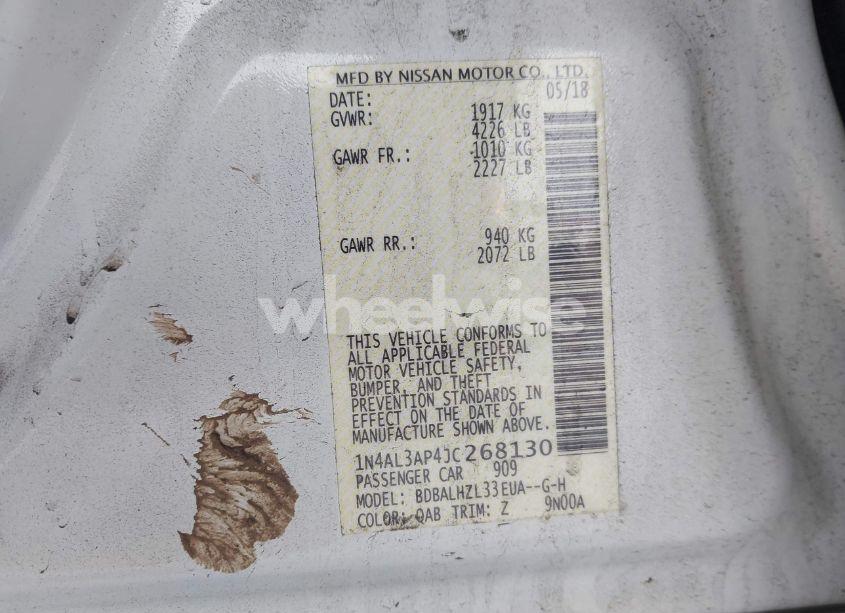 MFD BY NISSAN MOTOR CO., LTD.
DATE: 05/18
GVWR: 1917 KG
4226 LB
GAWR FR.: 1010 KG
2227 LB
GAWR RR.: 940 KG
2072 LB
wheelwise
THIS VEHICLE CONFORMS TO
ALL APPLICABLE FEDERAL
MOTOR VEHICLE SAFETY,
BUMPER, AND THEFT
PREVENTION STANDARDS IN
EFFECT ON THE DATE OF
MANUFACTURE SHOWN ABOVE.
1N4AL3AP4JC268130
PASSENGER CAR 909
MODEL: BDBALHZL33EUA--G-H
COLOR: QAB TRIM: Z 9N00A